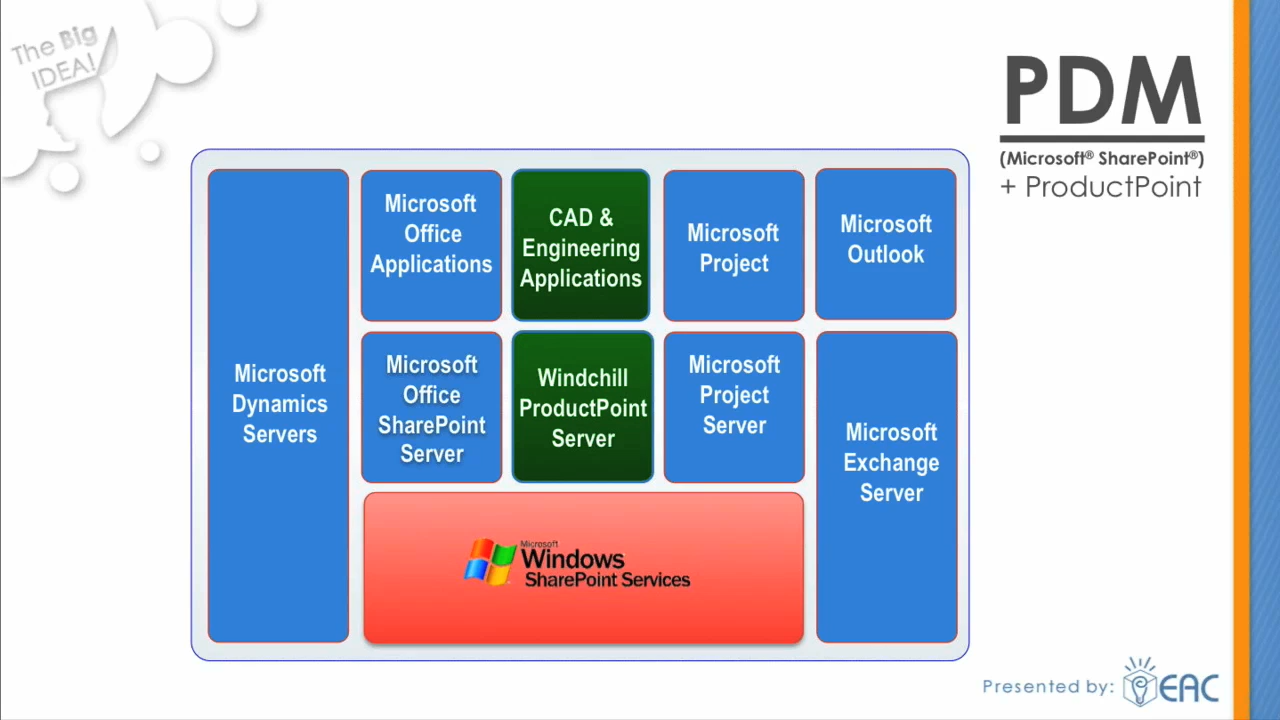 The Big
IDEA!
PDM
(Microsoft® SharePoint®)
+ ProductPoint
Microsoft
Dynamics
Servers
Microsoft
Office
Applications
CAD &
Engineering
Applications
Microsoft
Project
Microsoft
Outlook
Microsoft
Office
SharePoint
Server
Windchill
ProductPoint
Server
Microsoft
Project
Server
Microsoft
Exchange
Server
Microsoft
Windows
SharePoint Services
Presented by: EAC